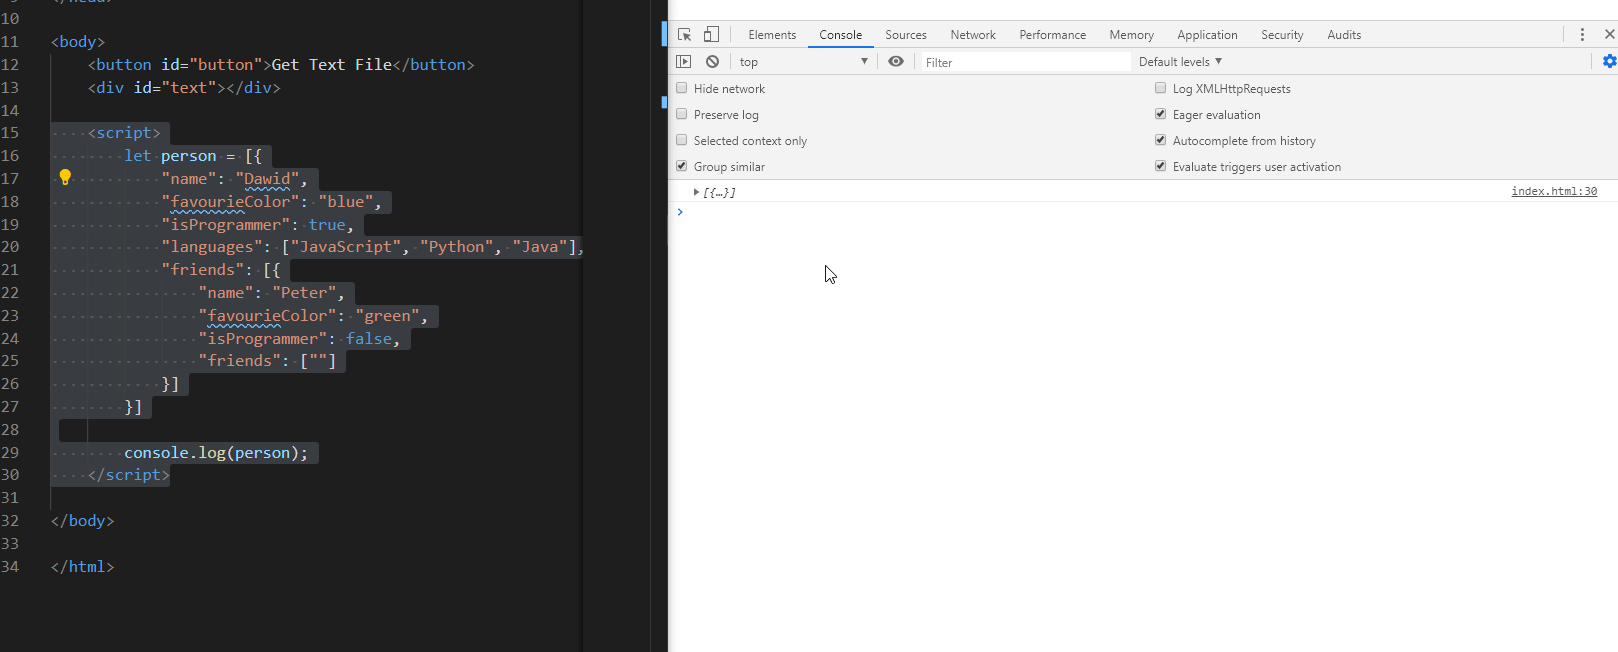 10
11 <body>
12 <button id="button">Get Text File</button>
13 <div id="text"></div>
14
15 <script>
16 let person = [{
17 "name": "Dawid",
18 "favourieColor": "blue",
19 "isProgrammer": true,
20 "languages": ["JavaScript", "Python", "Java"],
21 "friends": [{
22 "name": "Peter",
23 "favourieColor": "green",
24 "isProgrammer": false,
25 "friends": [""]
26 }]
27 }]
28
29 console.log(person);
30 </script>
31
32 </body>
33
34 </html>
Elements Console Sources Network Performance Memory Application Security Audits
top Filter Default levels
Hide network Log XMLHttpRequests
Preserve log Eager evaluation
Selected context only Autocomplete from history
Group similar Evaluate triggers user activation
[{…}] index.html:30